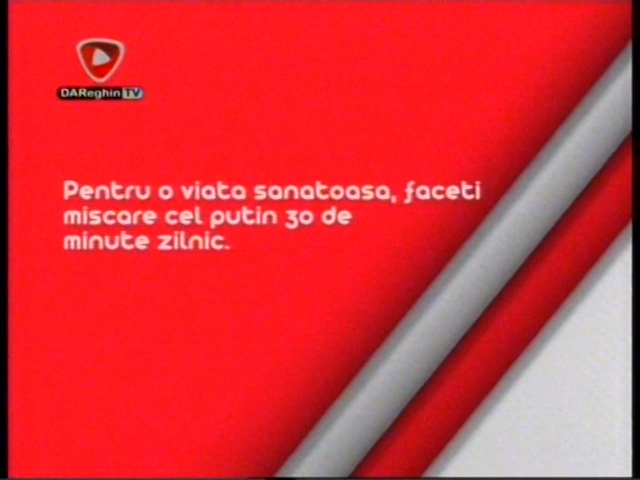 DAReghin TV
Pentru o viata sanatoasa, faceti
miscare cel putin 30 de
minute zilnic.